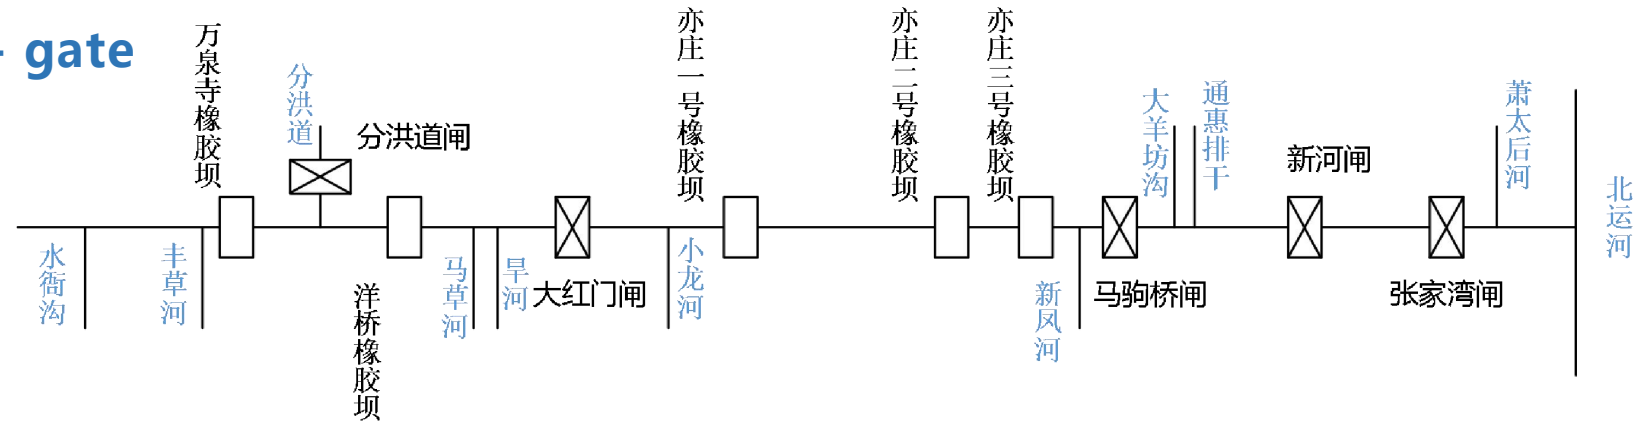 - gate
万泉寺橡胶坝
分洪道
分洪道闸
亦庄一号橡胶坝
亦庄二号橡胶坝
亦庄三号橡胶坝
大羊坊沟
通惠排干
新河闸
萧太后河
北运河
水衙沟
丰草河
洋桥橡胶坝
马草河
旱河
大红门闸
小龙河
新凤河
马驹桥闸
张家湾闸